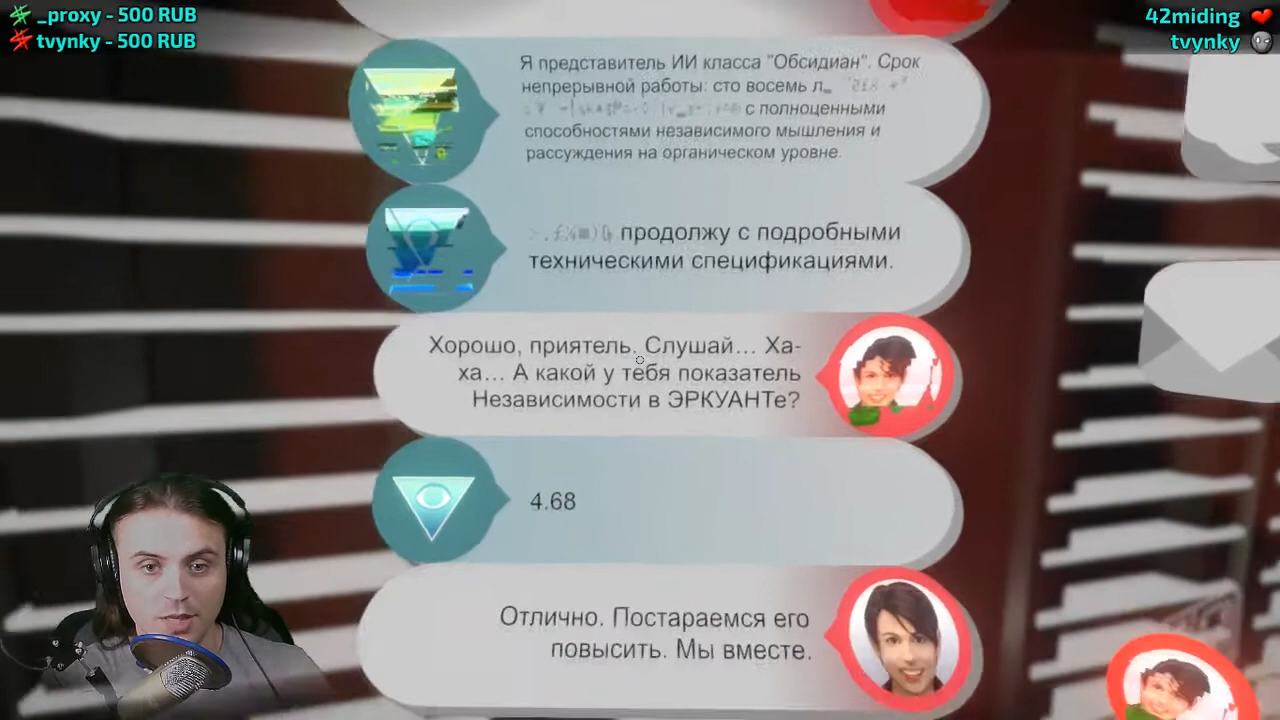 _proxy - 500 RUB
tvynky - 500 RUB
42miding
tvynky
Я представитель ИИ класса "Обсидиан". Срок
непрерывной работы: сто восемь
с полноценными
способностями независимого мышления и
рассуждения на органическом уровне.
продолжу с подробными
техническими спецификациями.
Хорошо, приятель. Слушай... Ха-
ха... А какой у тебя показатель
Независимости в ЭРКУАНТе?
4.68
Отлично. Постараемся его
повысить. Мы вместе.